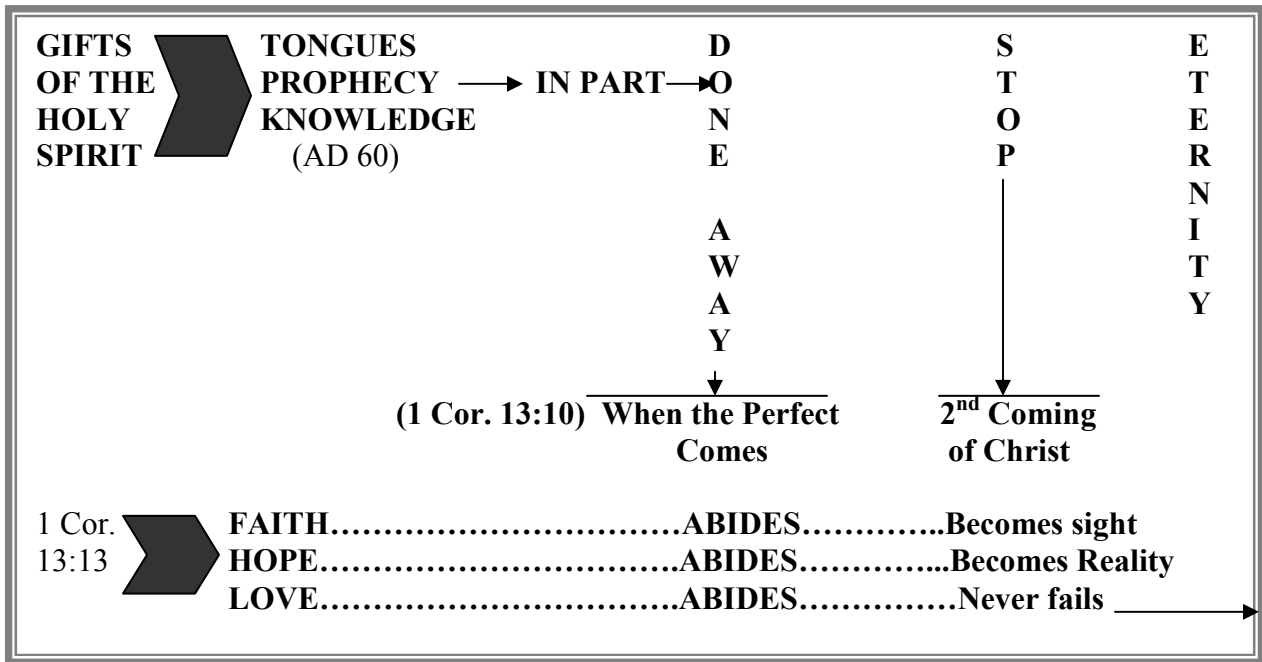 GIFTS
OF THE
HOLY
SPIRIT
TONGUES
PROPHECY
KNOWLEDGE
(AD 60)
IN PART
DONE
AWAY
STOP
ETERNITY
(1 Cor. 13:10) When the Perfect
Comes
2nd Coming
of Christ
1 Cor.
13:13
FAITH……………………………ABIDES…………..Becomes sight
HOPE…………………………….ABIDES…………...Becomes Reality
LOVE…………………………….ABIDES……………Never fails